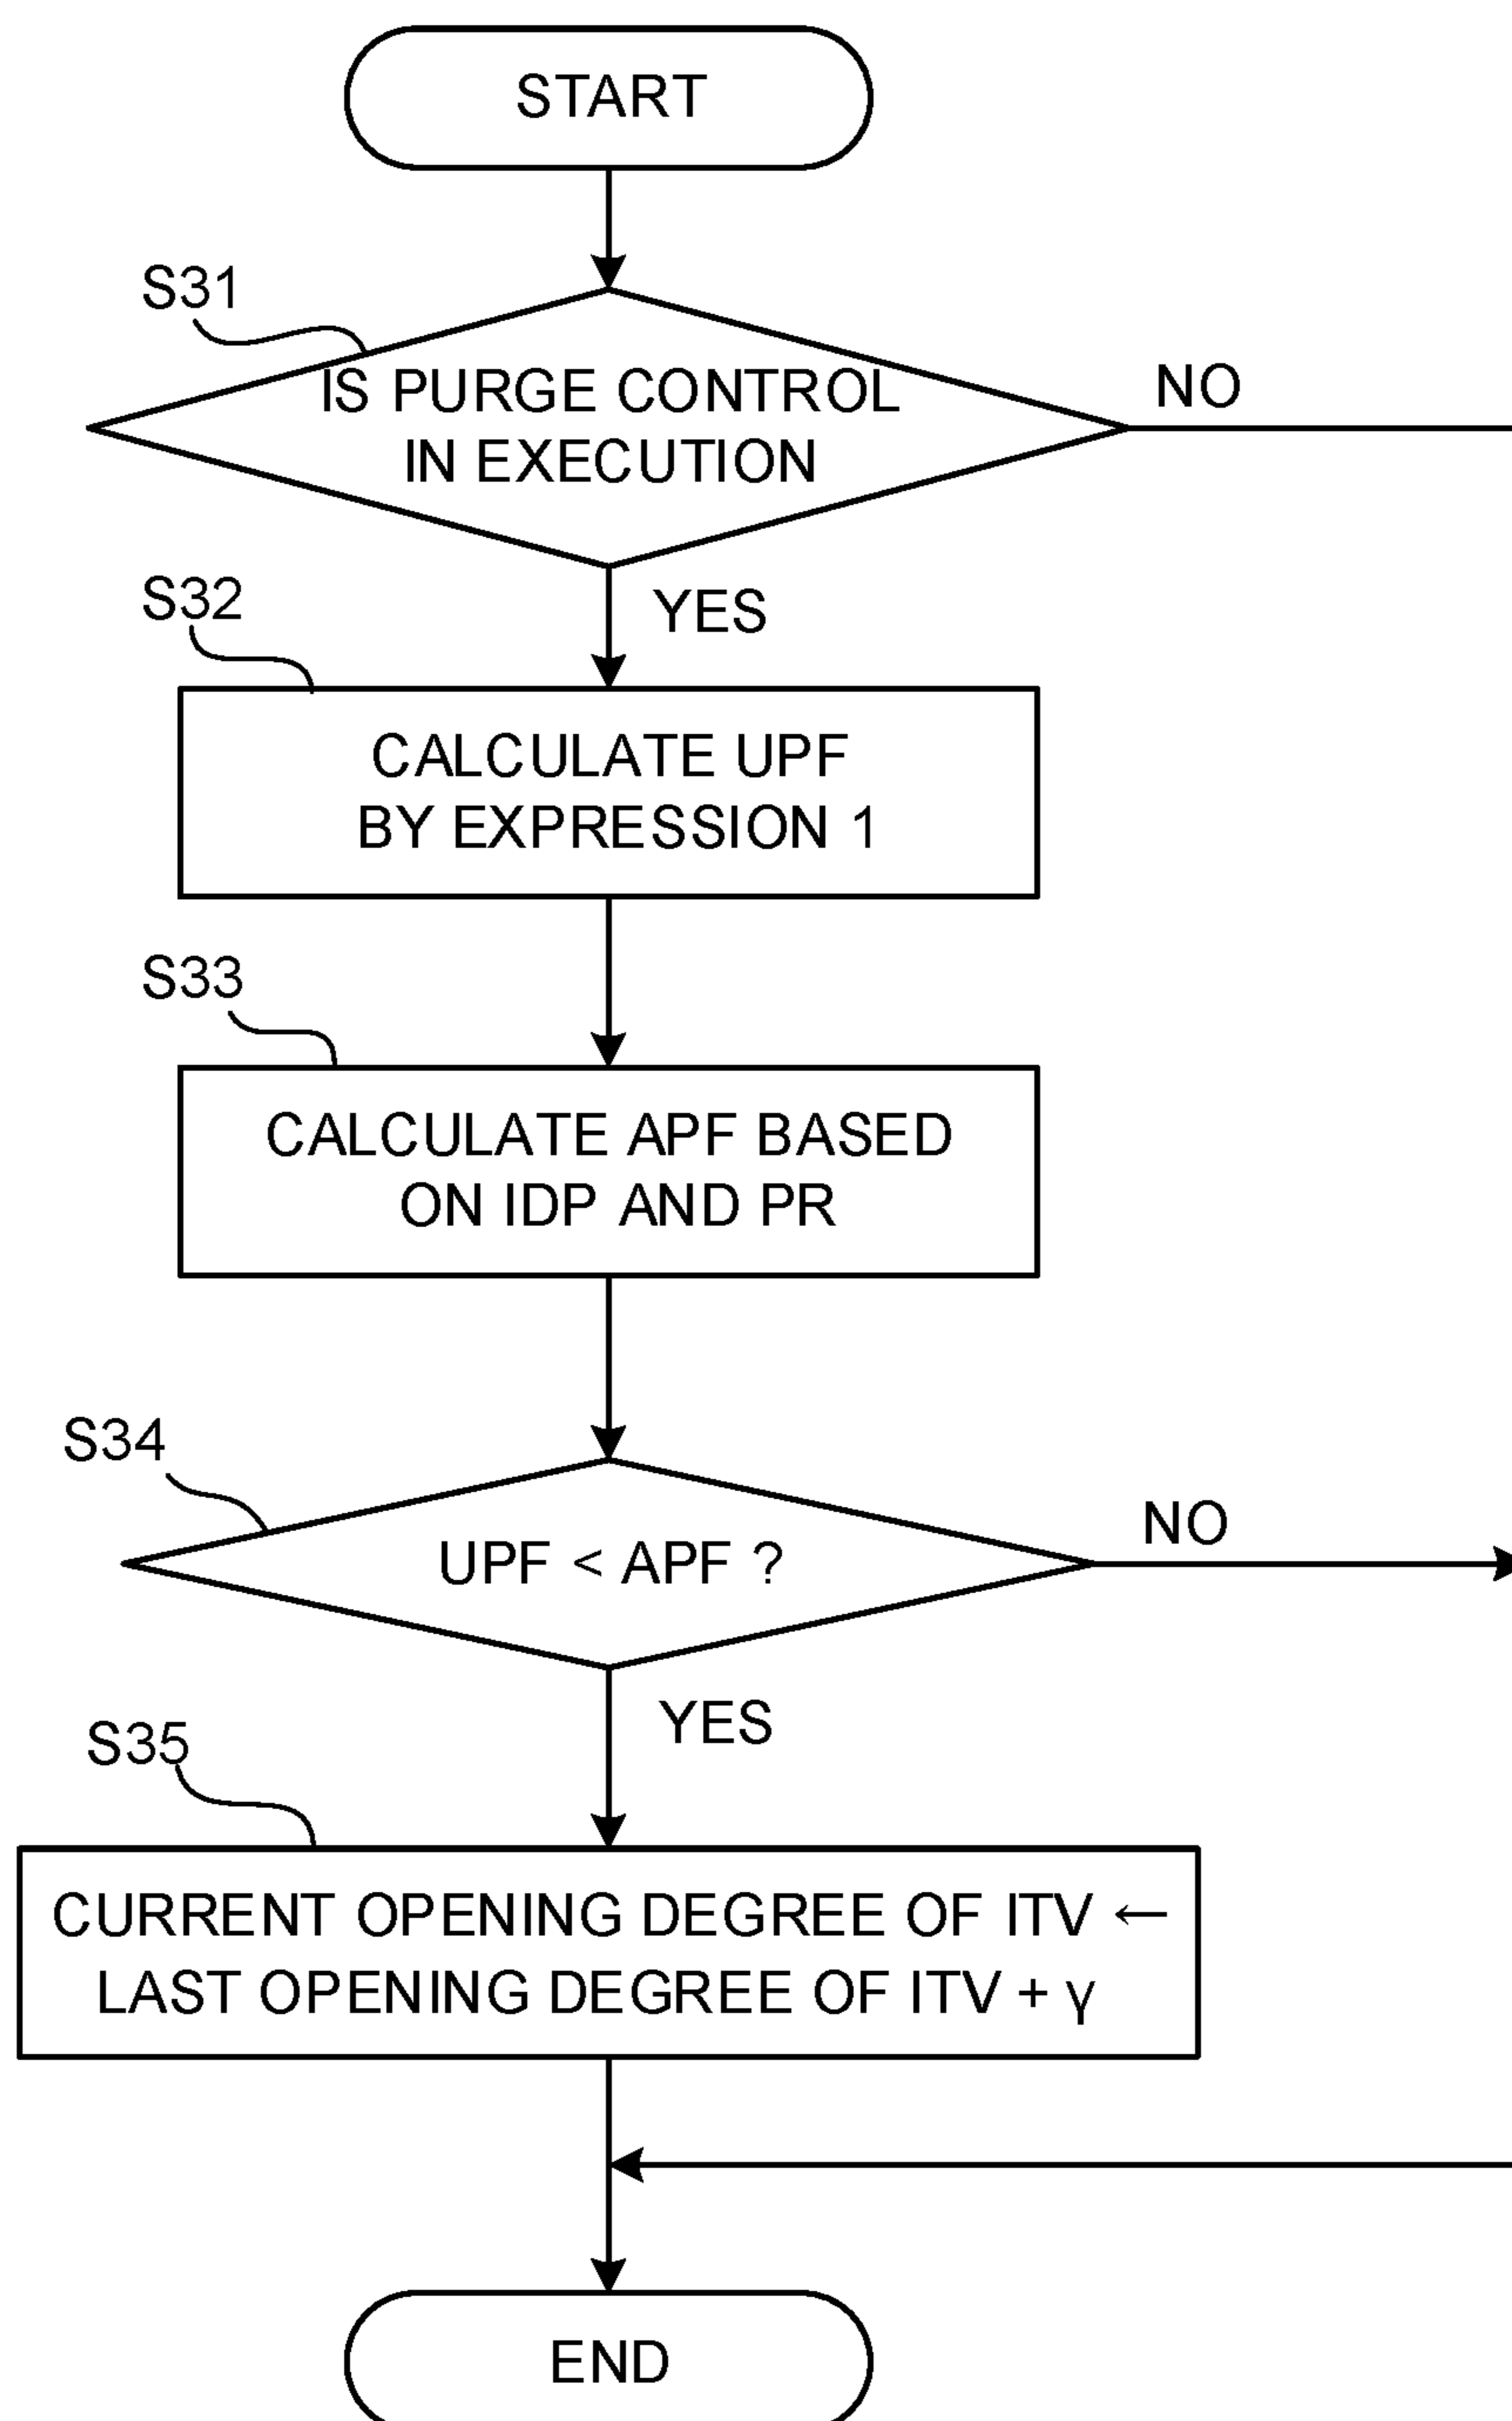 START
S31
IS PURGE CONTROL
IN EXECUTION
NO
YES
S32
CALCULATE UPF
BY EXPRESSION 1
S33
CALCULATE APF BASED
ON IDP AND PR
S34
UPF < APF ?
NO
YES
S35
CURRENT OPENING DEGREE OF ITV ←
LAST OPENING DEGREE OF ITV + γ
END